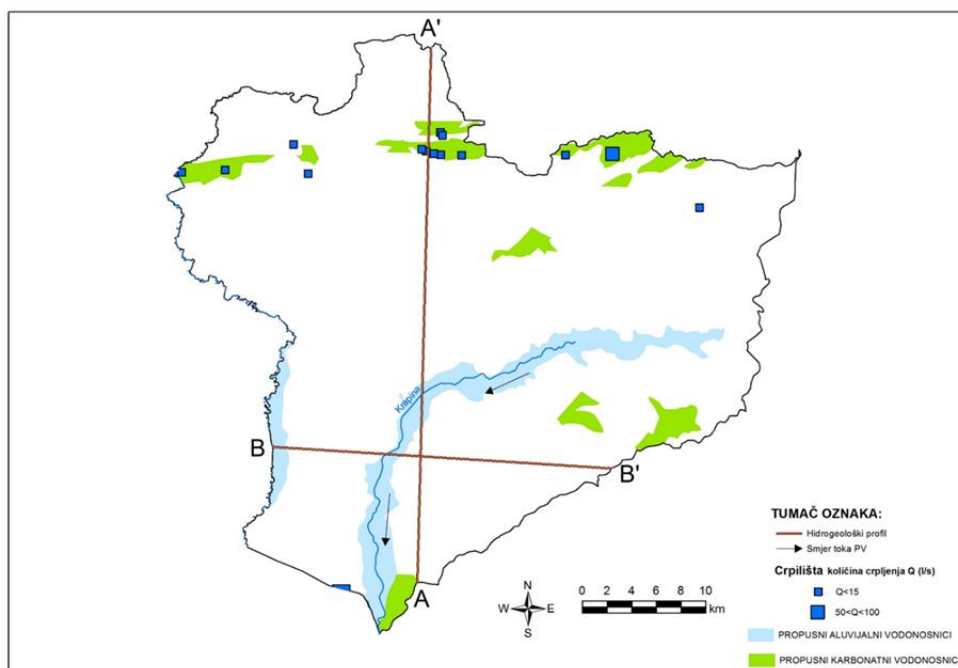 A'
Krapina
B
B'
A
N
W E
S
0 2 4 6 8 10
km
TUMAČ OZNAKA:
Hidrogeološki profil
Smjer toka PV
Crpilišta količina crpljenja Q (l/s)
Q<15
50<Q<100
PROPUSNI ALUVIJALNI VODONOSNICI
PROPUSNI KARBONATNI VODONOSNICI